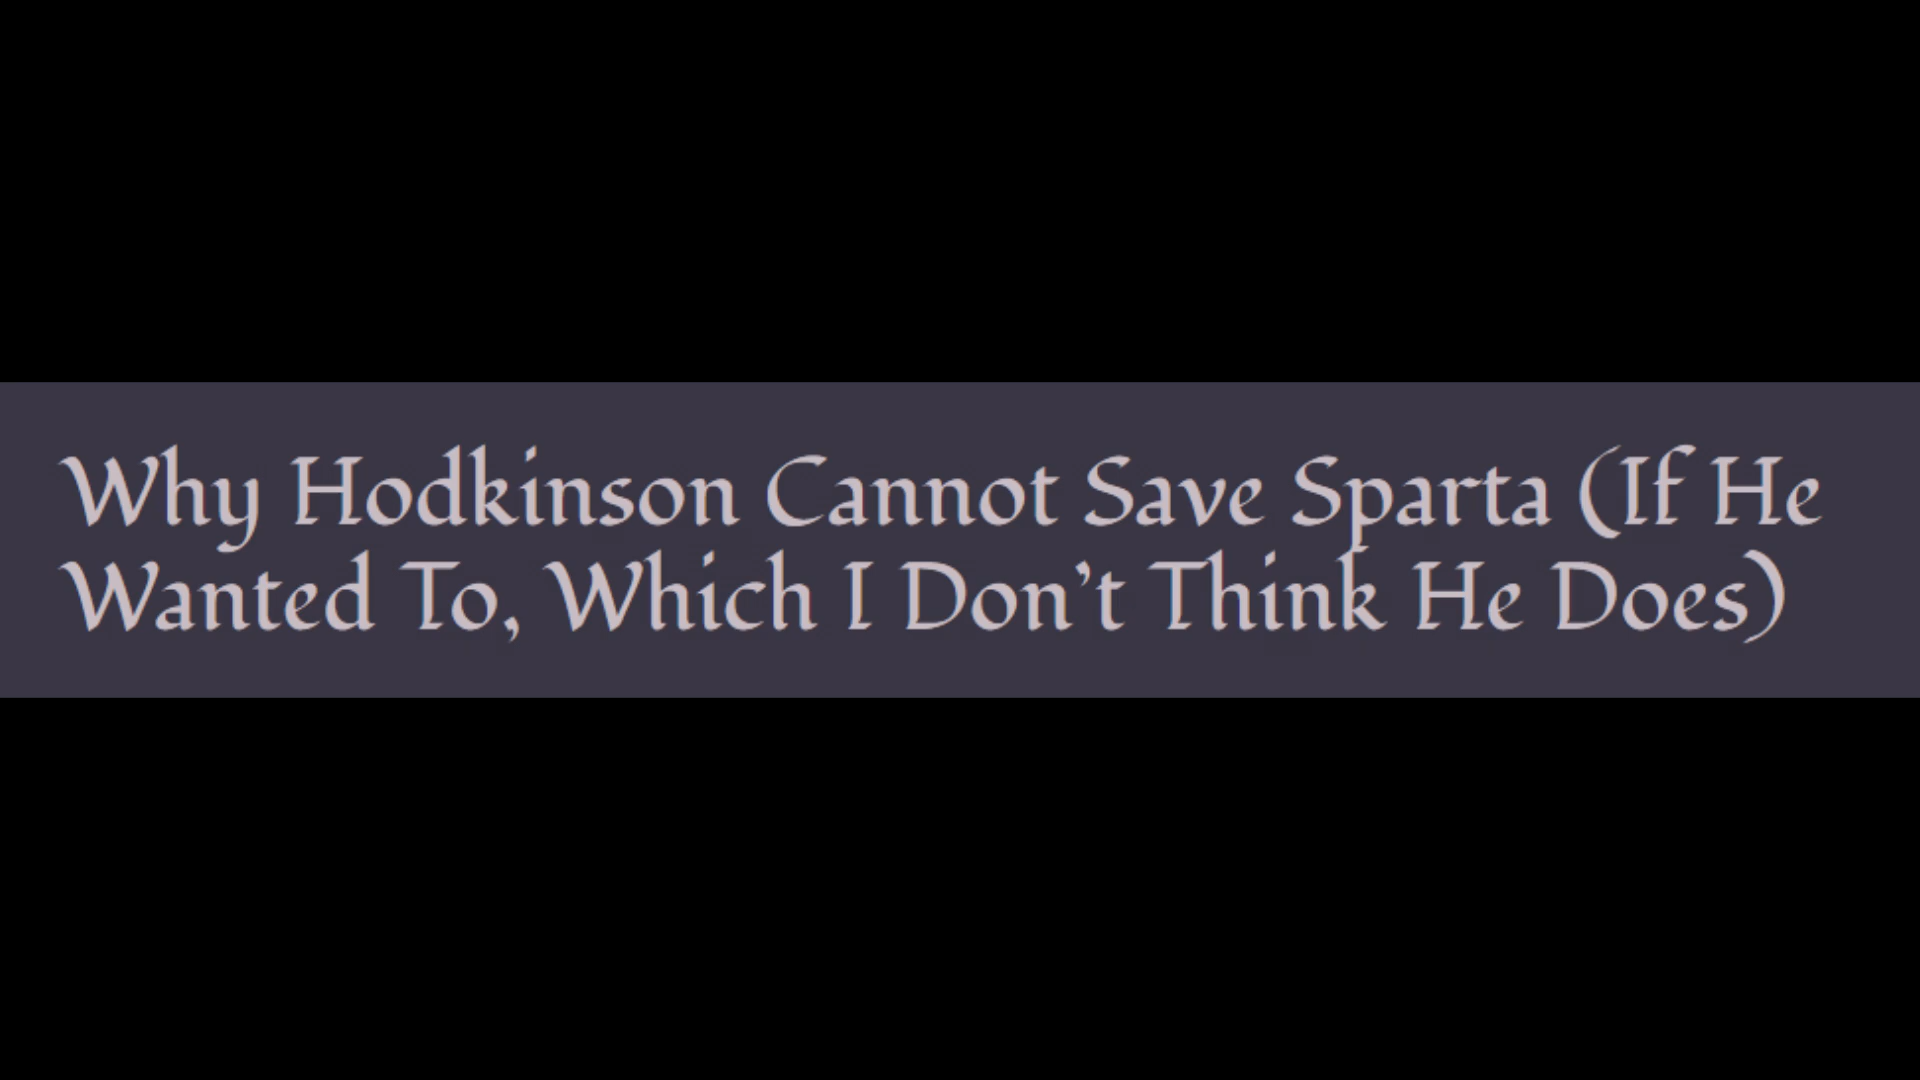 Why Hodkinson Cannot Save Sparta (If He
Wanted To, Which I Don’t Think He Does)